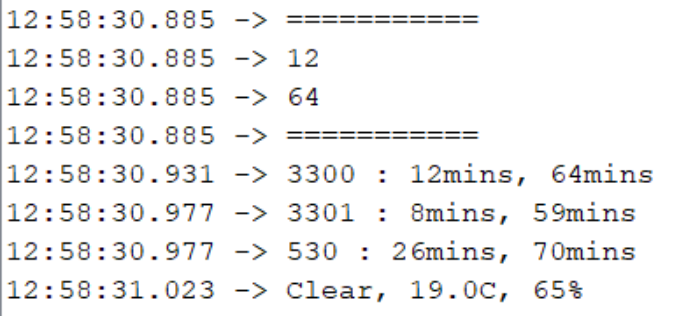 12:58:30.885 -> ===========
12:58:30.885 -> 12
12:58:30.885 -> 64
12:58:30.885 -> ===========
12:58:30.931 -> 3300 : 12mins, 64mins
12:58:30.977 -> 3301 : 8mins, 59mins
12:58:30.977 -> 530 : 26mins, 70mins
12:58:31.023 -> Clear, 19.0C, 65%